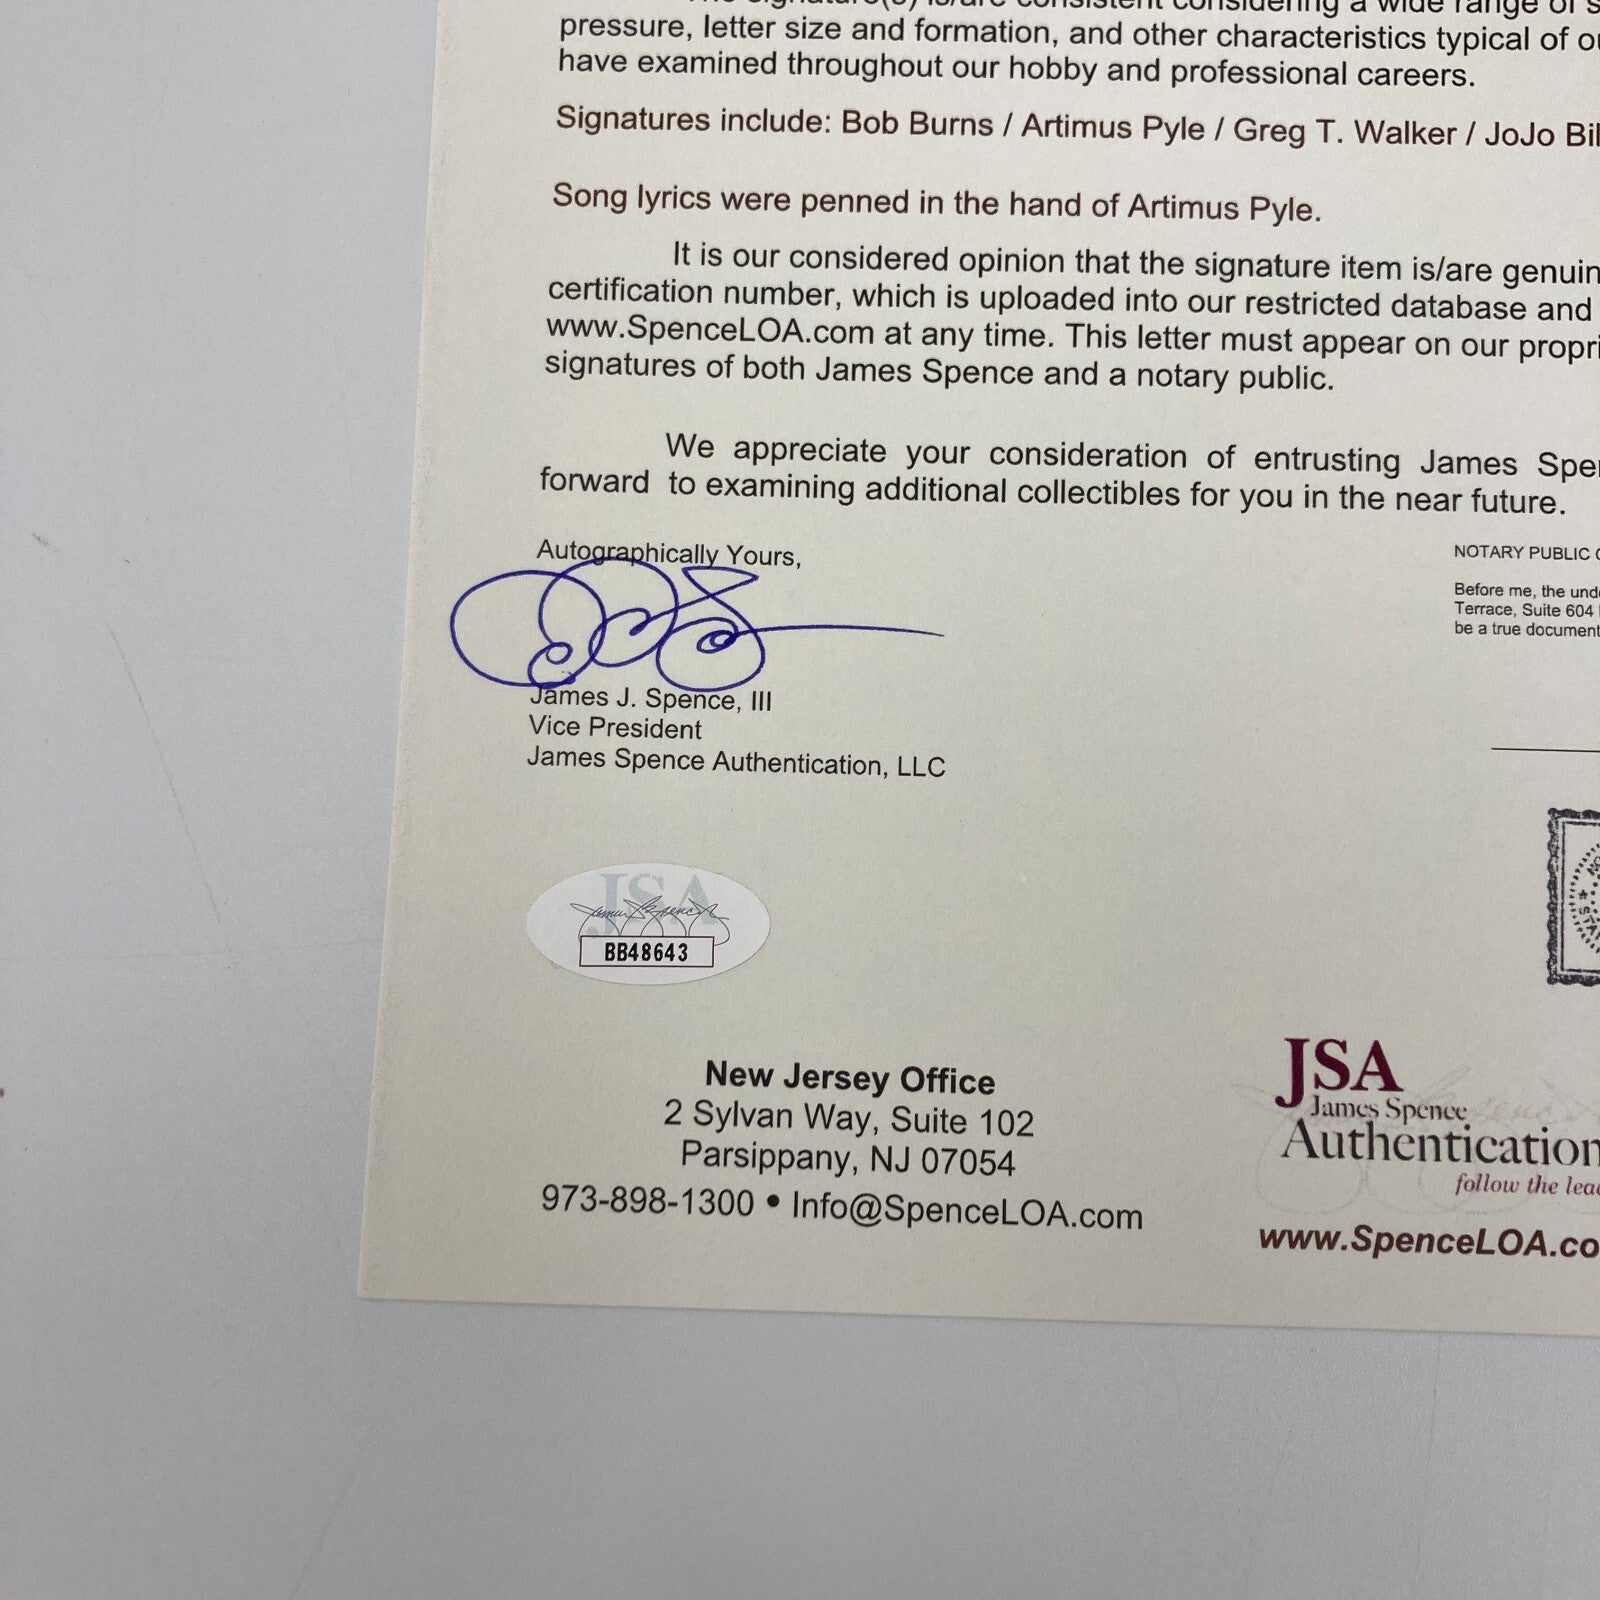 pressure, letter size and formation, and other characteristics typical of
have examined throughout our hobby and professional careers.
Signatures include: Bob Burns / Artimus Pyle / Greg T. Walker / JoJo
Song lyrics were penned in the hand of Artimus Pyle.
It is our considered opinion that the signature item is/are
certification number, which is uploaded into our restricted database and
www.SpenceLOA.com at any time. This letter must appear on our
signatures of both James Spence and a notary public.
We appreciate your consideration of entrusting James
forward to examining additional collectibles for you in the near future.
Autographically Yours,
James J. Spence, III
Vice President
James Spence Authentication, LLC
NOTARY PUBLIC
Before me, the
Terrace, Suite 604
be a true document
JSA
James Spence
BB48643
New Jersey Office
2 Sylvan Way, Suite 102
Parsippany, NJ 07054
973-898-1300 • Info@SpenceLOA.com
JSA
James Spence
Authentication
follow the
www.SpenceLOA.co